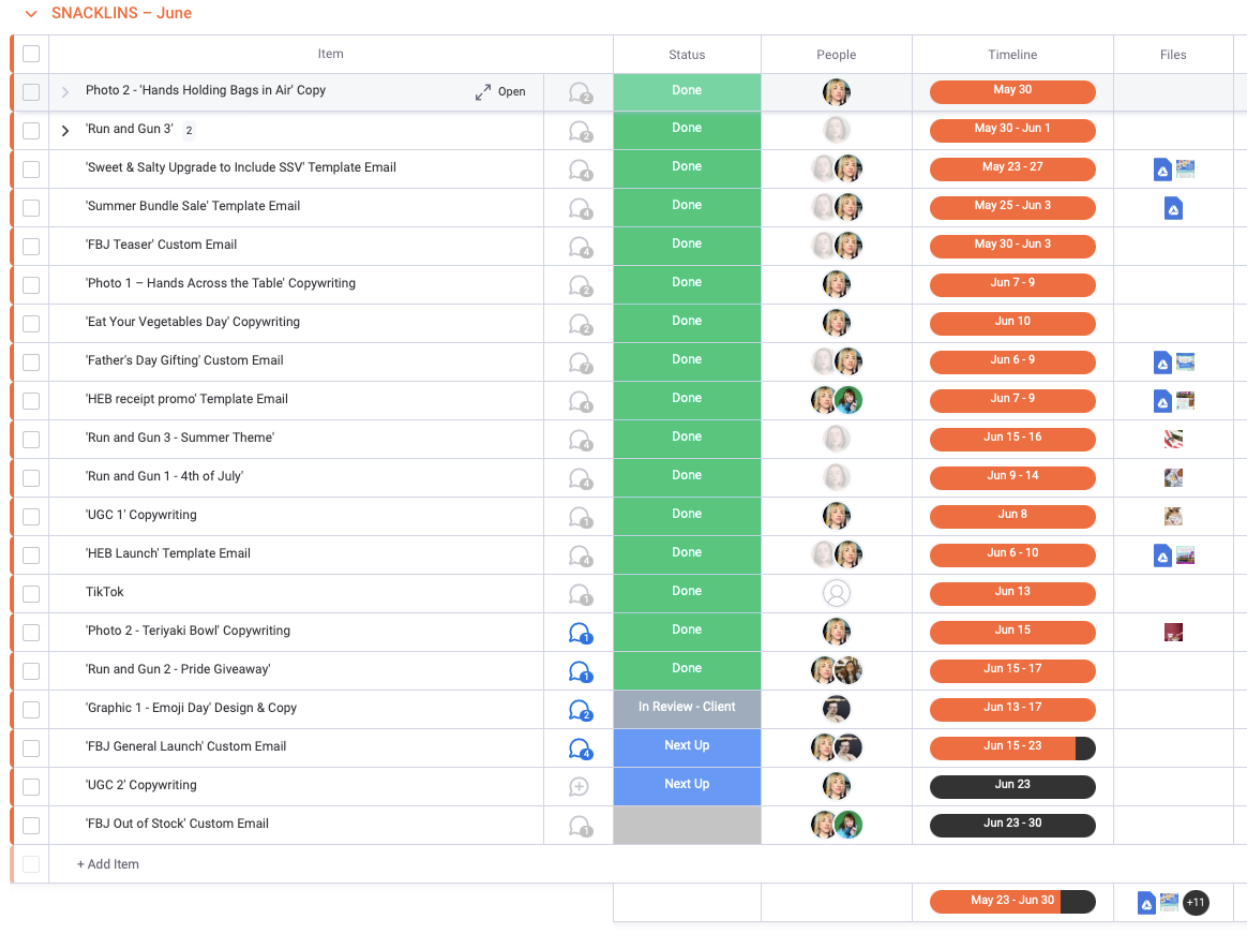 SNACKLINS – June
Item Status People Timeline Files
Photo 2 - 'Hands Holding Bags in Air' Copy Open 2 Done May 30
'Run and Gun 3' 2 2 Done May 30 - Jun 1
'Sweet & Salty Upgrade to Include SSV' Template Email 4 Done May 23 - 27
'Summer Bundle Sale' Template Email 4 Done May 25 - Jun 3
'FBJ Teaser' Custom Email 4 Done May 30 - Jun 3
'Photo 1 – Hands Across the Table' Copywriting 2 Done Jun 7 - 9
'Eat Your Vegetables Day' Copywriting 2 Done Jun 10
'Father's Day Gifting' Custom Email 7 Done Jun 6 - 9
'HEB receipt promo' Template Email 4 Done Jun 7 - 9
'Run and Gun 3 - Summer Theme' 4 Done Jun 15 - 16
'Run and Gun 1 - 4th of July' 4 Done Jun 9 - 14
'UGC 1' Copywriting 1 Done Jun 8
'HEB Launch' Template Email 4 Done Jun 6 - 10
TikTok 1 Done Jun 13
'Photo 2 - Teriyaki Bowl' Copywriting 1 Done Jun 15
'Run and Gun 2 - Pride Giveaway' 1 Done Jun 15 - 17
'Graphic 1 - Emoji Day' Design & Copy 2 In Review - Client Jun 13 - 17
'FBJ General Launch' Custom Email 4 Next Up Jun 15 - 23
'UGC 2' Copywriting Next Up Jun 23
'FBJ Out of Stock' Custom Email 1 Jun 23 - 30
+ Add Item
May 23 - Jun 30 +11